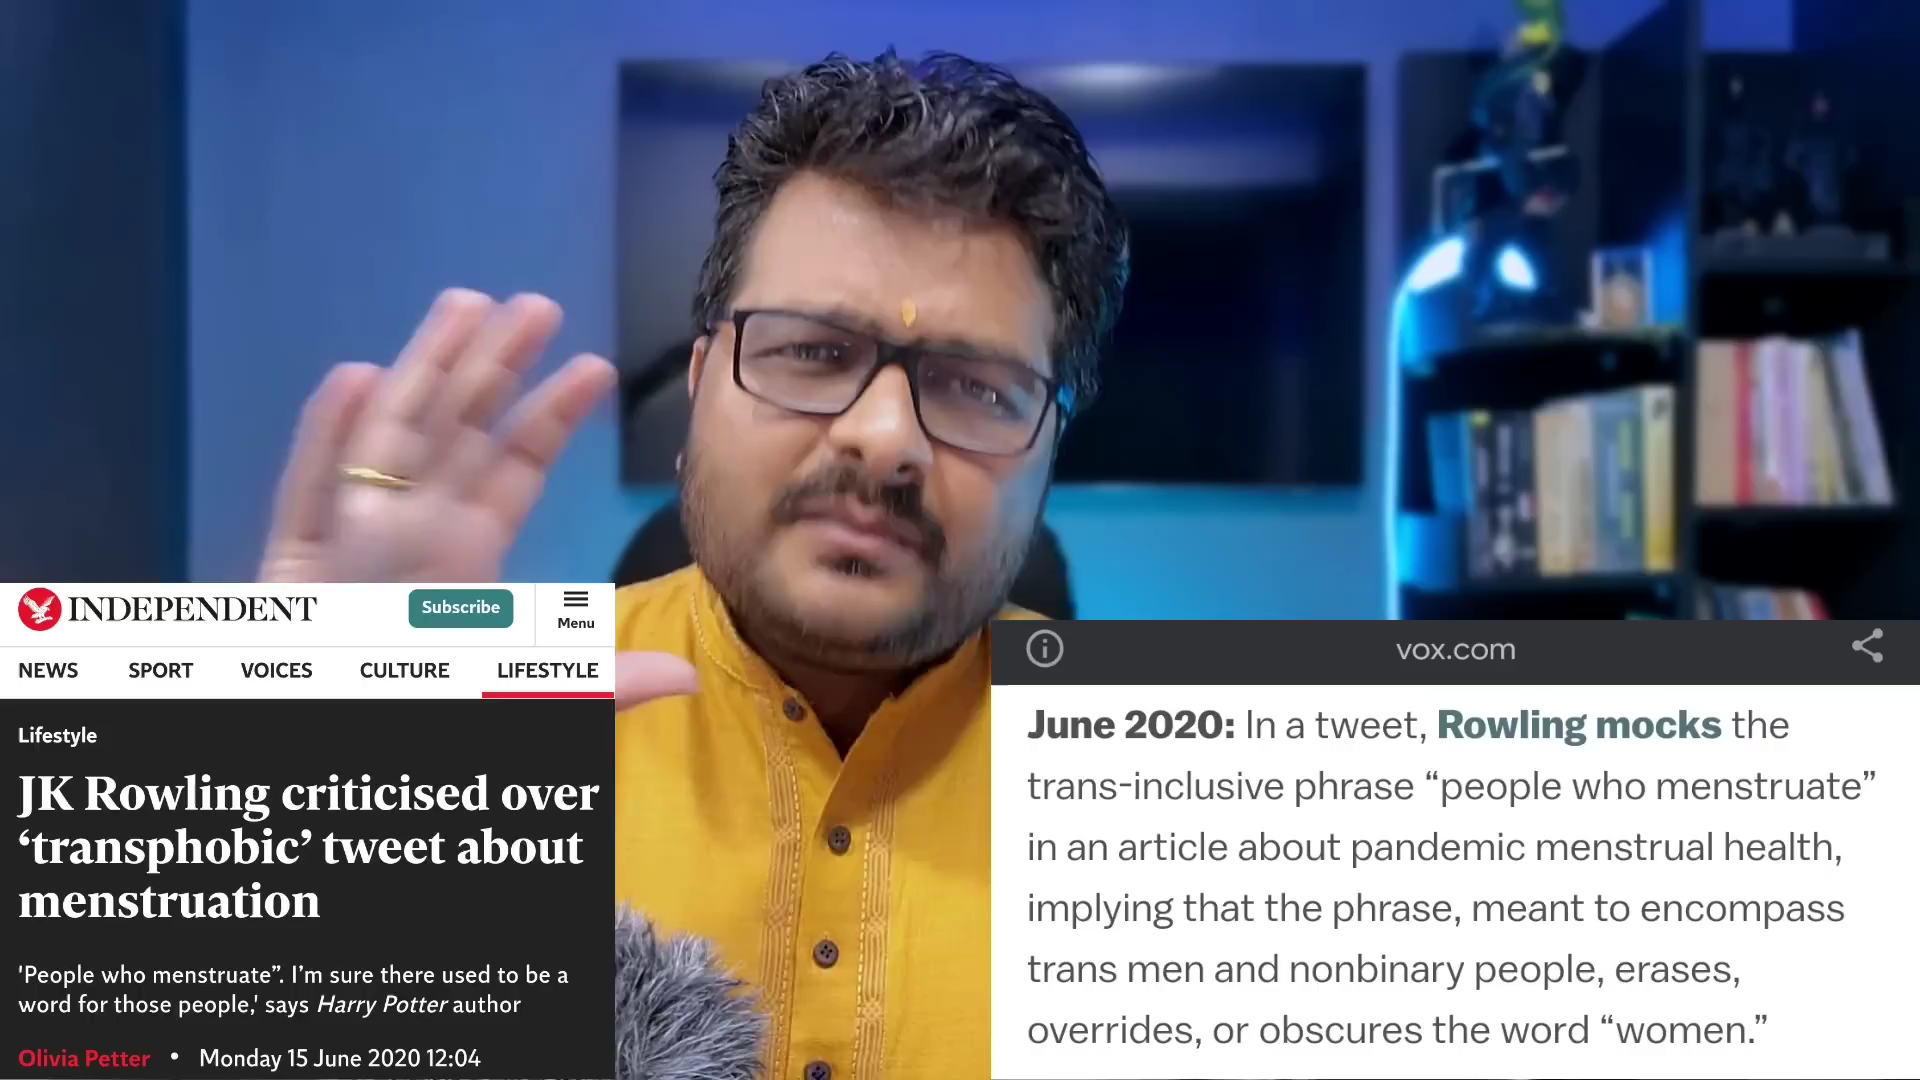 INDEPENDENT
Subscribe
Menu
NEWS SPORT VOICES CULTURE LIFESTYLE
Lifestyle
JK Rowling criticised over
‘transphobic’ tweet about
menstruation
'People who menstruate”. I’m sure there used to be a
word for those people,' says Harry Potter author
Olivia Petter • Monday 15 June 2020 12:04
vox.com
June 2020: In a tweet, Rowling mocks the
trans-inclusive phrase “people who menstruate”
in an article about pandemic menstrual health,
implying that the phrase, meant to encompass
trans men and nonbinary people, erases,
overrides, or obscures the word “women.”